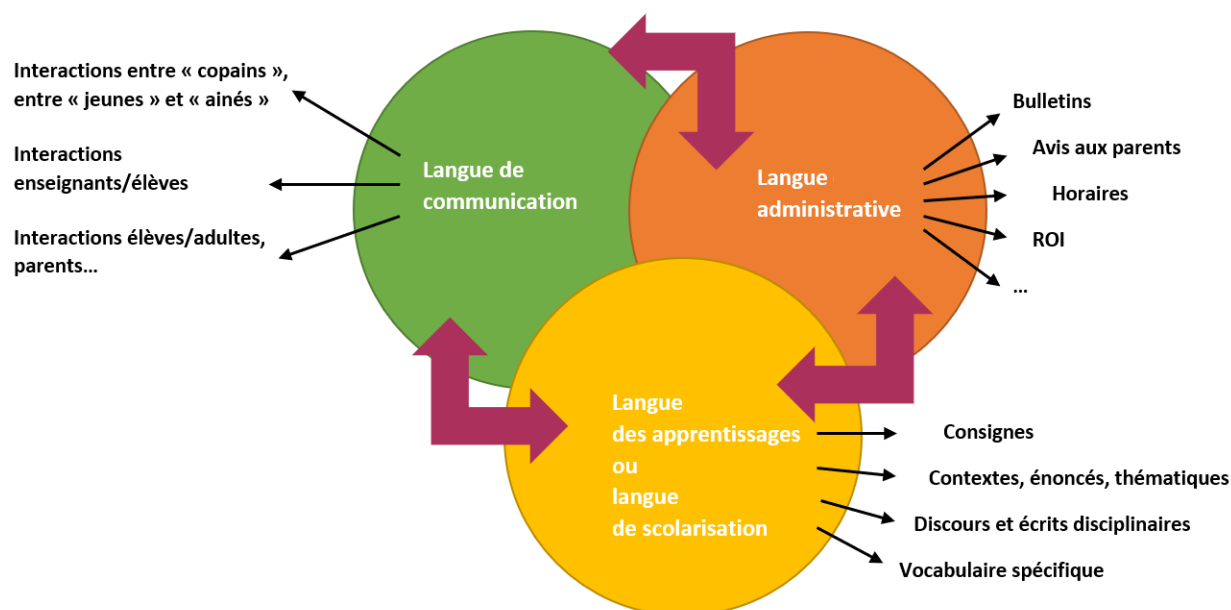 Interactions entre « copains »,
entre « jeunes » et « ainés »
Interactions
enseignants/élèves
Interactions élèves/adultes,
parents…
Langue de
communication
Langue
administrative
Bulletins
Avis aux parents
Horaires
ROI
…
Langue
des apprentissages
ou
langue
de scolarisation
Consignes
Contextes, énoncés, thématiques
Discours et écrits disciplinaires
Vocabulaire spécifique